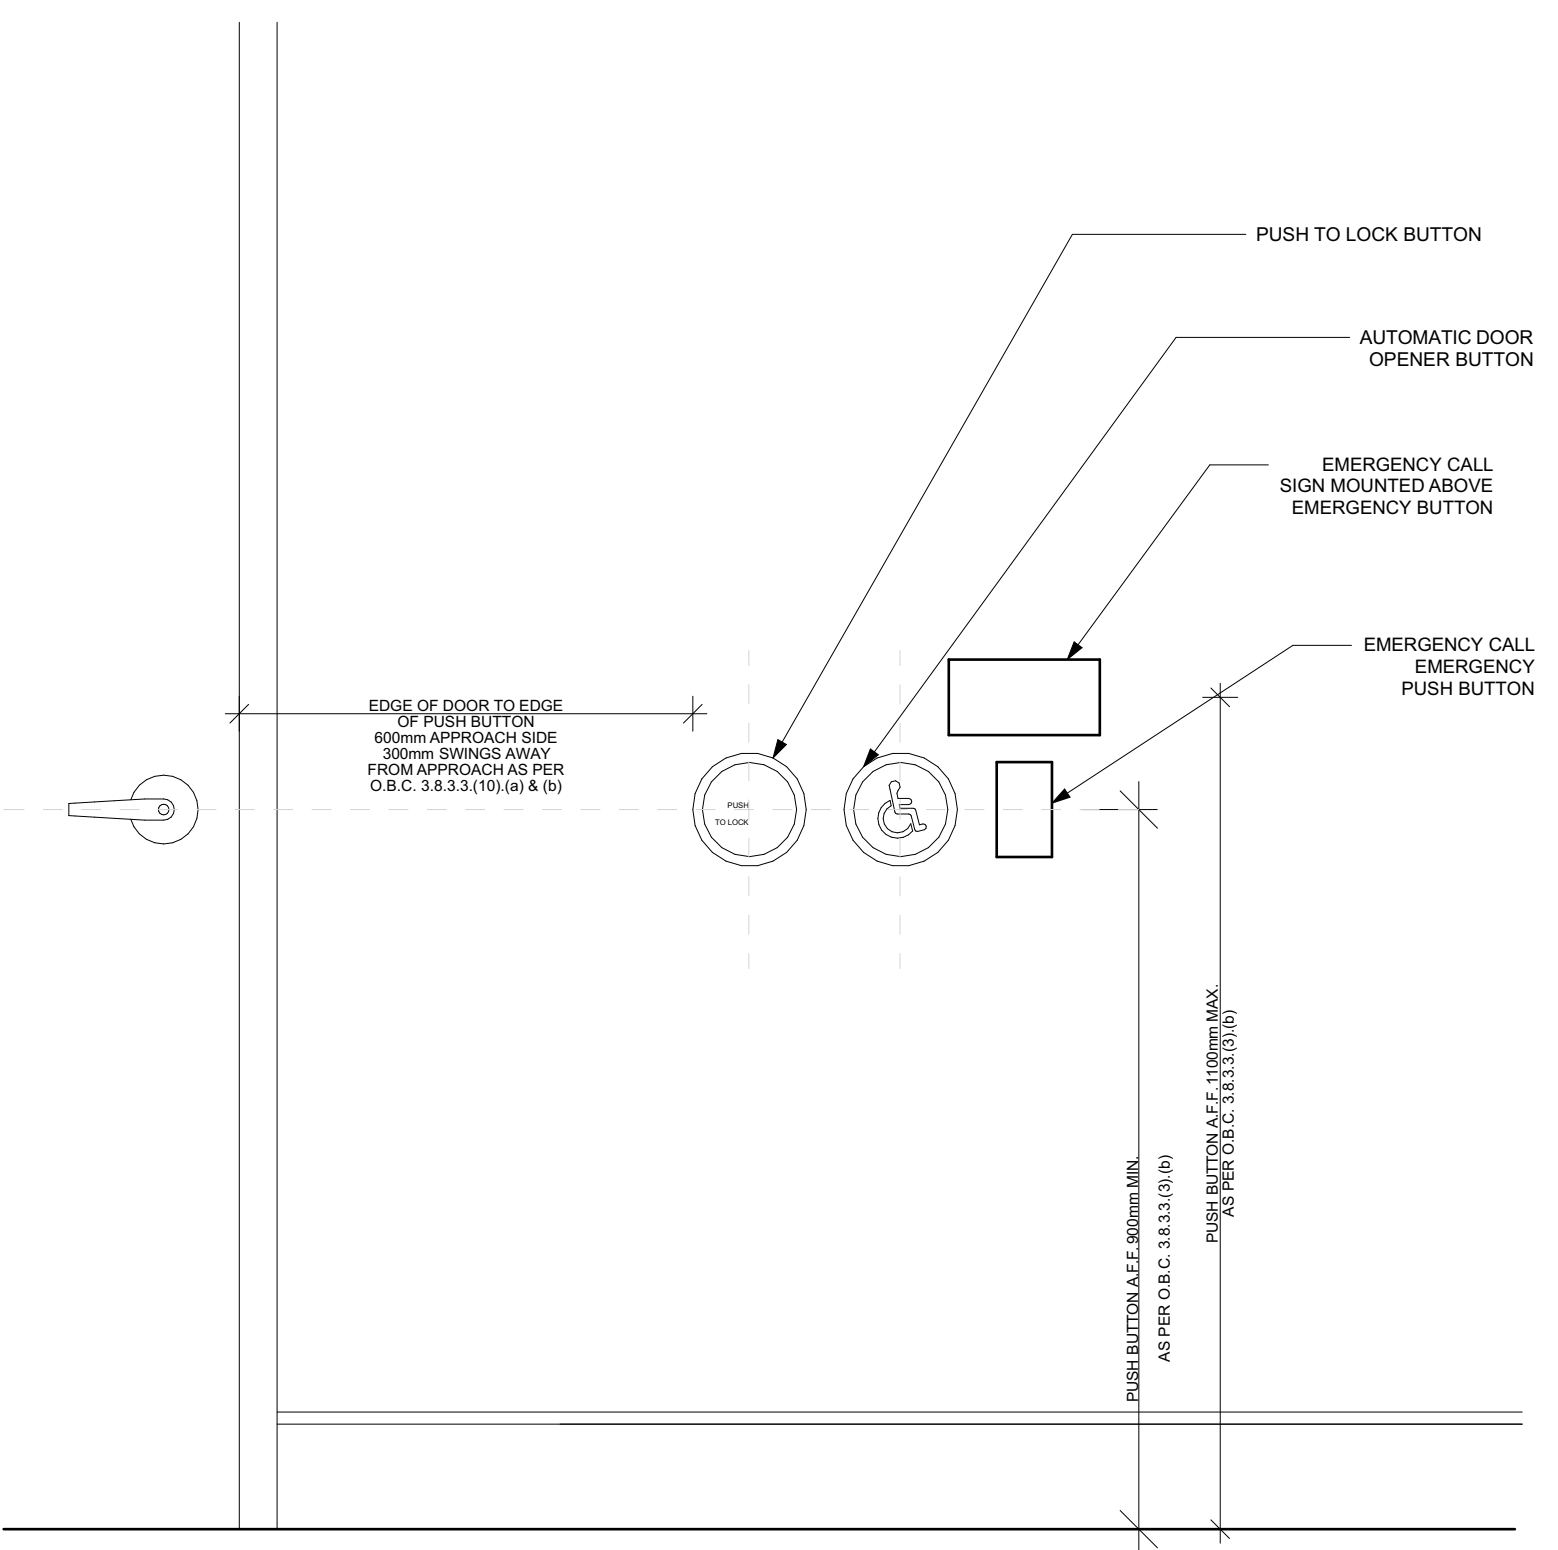 PUSH TO LOCK BUTTON
AUTOMATIC DOOR
OPENER BUTTON
EMERGENCY CALL
SIGN MOUNTED ABOVE
EMERGENCY BUTTON
EMERGENCY CALL
EMERGENCY
PUSH BUTTON
EDGE OF DOOR TO EDGE
OF PUSH BUTTON
600mm APPROACH SIDE
300mm SWINGS AWAY
FROM APPROACH AS PER
O.B.C. 3.8.3.3.(10).(a) & (b)
PUSH
TO LOCK
PUSH BUTTON A.F.F. 900mm MIN.
AS PER O.B.C. 3.8.3.3.(3).(b)
PUSH BUTTON A.F.F. 1100mm MAX.
AS PER O.B.C. 3.8.3.3.(3).(b)